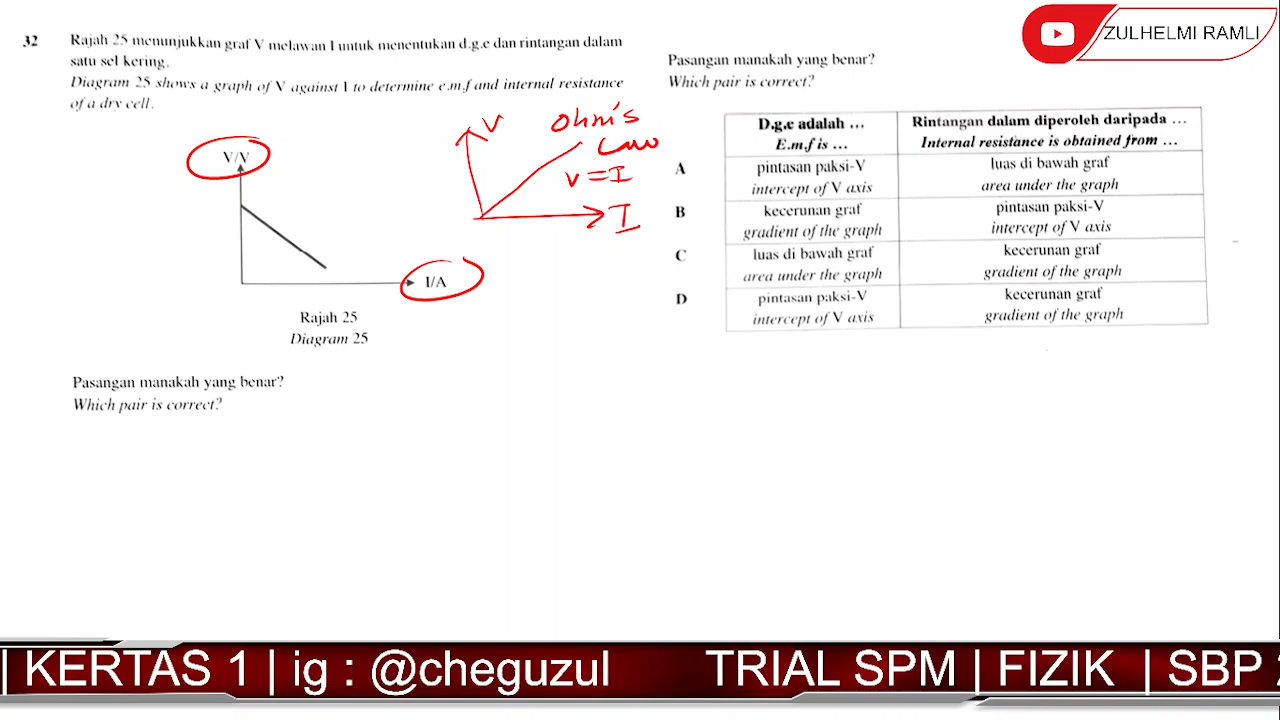 ZULHELMI RAMLI
32
Rajah 25 menunjukkan graf V melawan I untuk menentukan d.g.e dan rintangan dalam
satu sel kering.
Diagram 25 shows a graph of V against I to determine e.m.f and internal resistance
of a dry cell.
V/V
I/A
Rajah 25
Diagram 25
V
ohm's
Law
V = I
I
Pasangan manakah yang benar?
Which pair is correct?
Pasangan manakah yang benar?
Which pair is correct?
D.g.e adalah …
E.m.f is …
Rintangan dalam diperoleh daripada …
Internal resistance is obtained from …
A
pintasan paksi-V
intercept of V axis
luas di bawah graf
area under the graph
B
kecerunan graf
gradient of the graph
pintasan paksi-V
intercept of V axis
C
luas di bawah graf
area under the graph
kecerunan graf
gradient of the graph
D
pintasan paksi-V
intercept of V axis
kecerunan graf
gradient of the graph
| KERTAS 1 | ig : @cheguzul TRIAL SPM | FIZIK | SBP